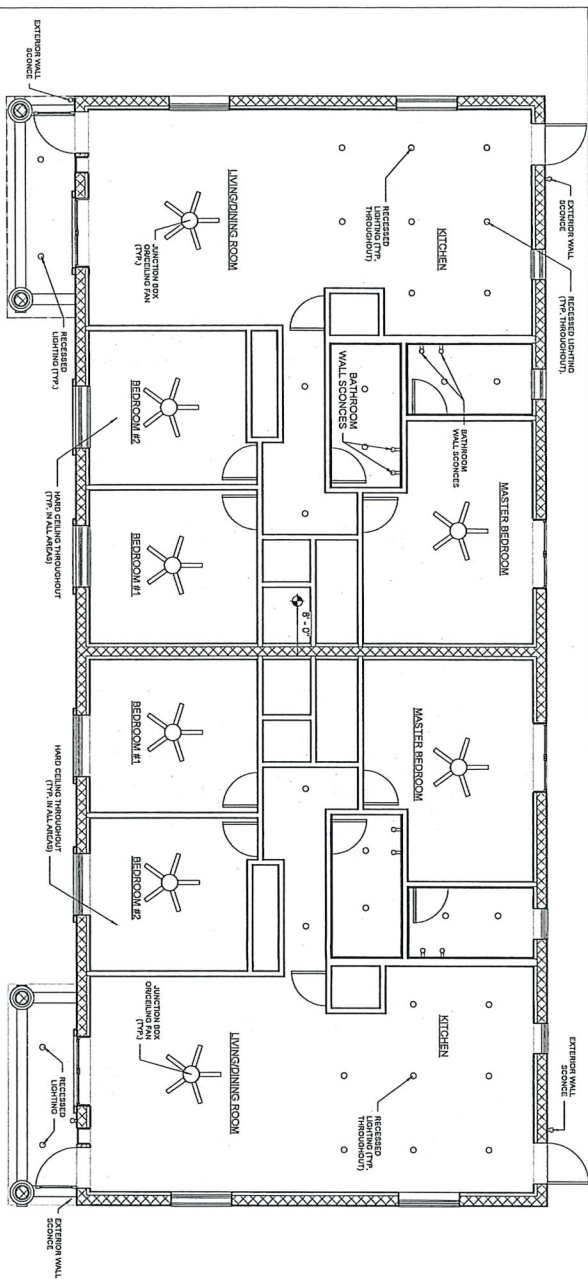 EXTERIOR WALL
SCONCE
RECESSED LIGHTING
(TYP. THROUGHOUT).
EXTERIOR WALL
SCONCE
KITCHEN
RECESSED
LIGHTING (TYP.
THROUGHOUT)
BATHROOM
WALL SCONCES
MASTER BEDROOM
MASTER BEDROOM
KITCHEN
RECESSED
LIGHTING (TYP.
THROUGHOUT)
BATHROOM
WALL SCONCES
8' - 0"
LIVING/DINING ROOM
JUNCTION BOX
OR/CEILING FAN
(TYP.)
BEDROOM #2
BEDROOM #1
BEDROOM #1
BEDROOM #2
LIVING/DINING ROOM
JUNCTION BOX
OR/CEILING FAN
(TYP.)
EXTERIOR WALL
SCONCE
RECESSED
LIGHTING (TYP.)
HARD CEILING THROUGHOUT
(TYP. IN ALL AREAS)
HARD CEILING THROUGHOUT
(TYP. IN ALL AREAS)
RECESSED
LIGHTING
EXTERIOR WALL
SCONCE